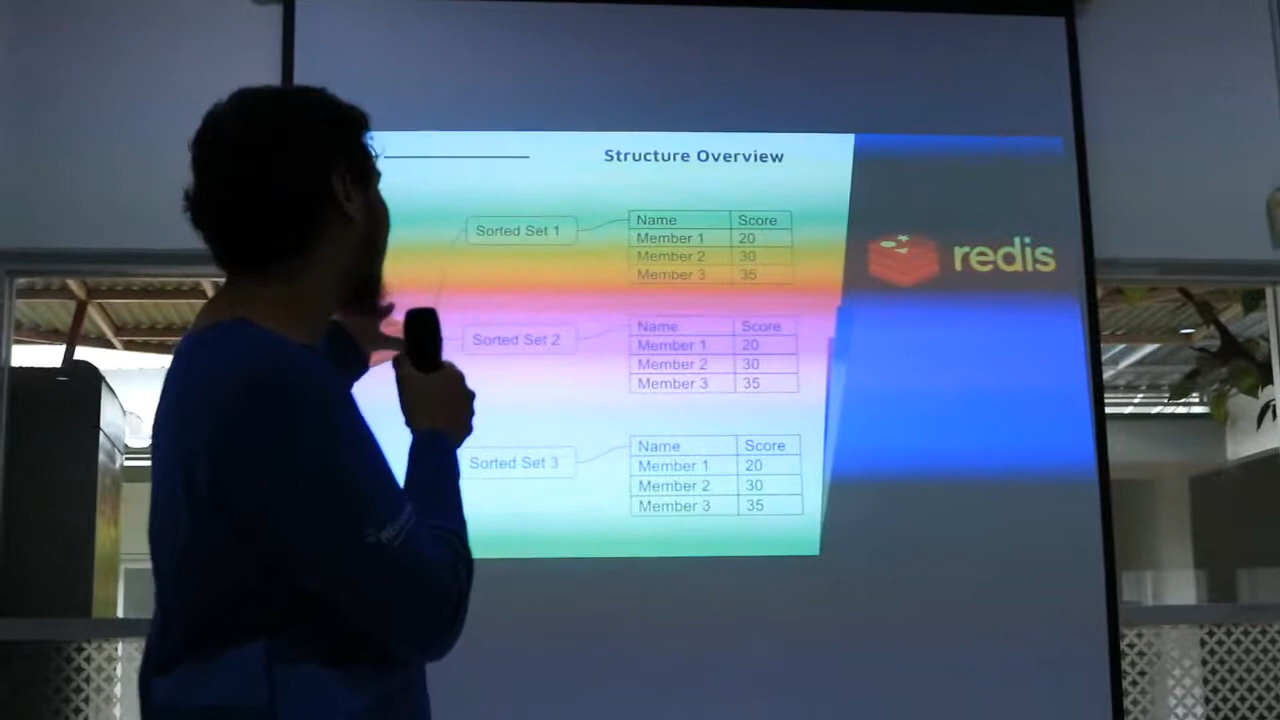 Structure Overview
Sorted Set 1
Name Score
Member 1 20
Member 2 30
Member 3 35
redis
Sorted Set 2
Name Score
Member 1 20
Member 2 30
Member 3 35
Sorted Set 3
Name Score
Member 1 20
Member 2 30
Member 3 35